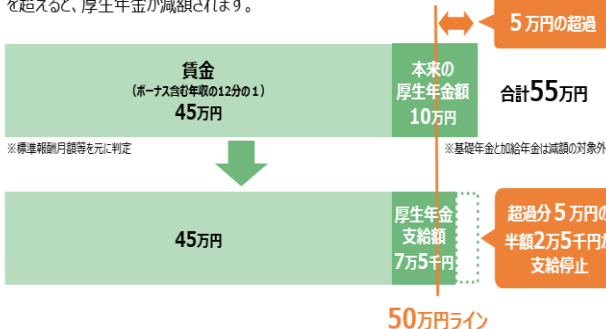 を超えると、厚生年金が減額されます。
5万円の超過
賃金
(ボーナス含む年収の12分の1)
45万円
本来の
厚生年金額
10万円
合計55万円
※標準報酬月額等を元に判定
※基礎年金と加給年金は減額の対象外
45万円
厚生年金
支給額
7万5千円
超過分5万円の
半額2万5千円が
支給停止
50万円ライン